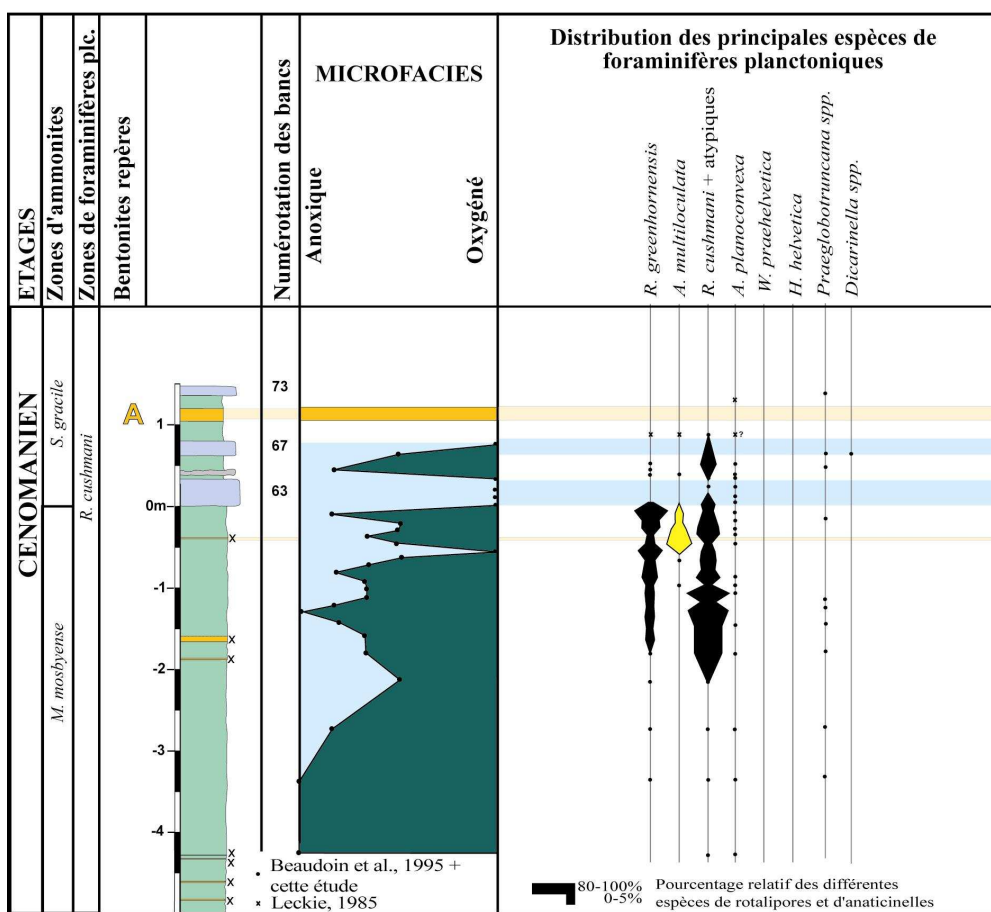 ETAGES
Zones d'ammonites
Zones de foraminifères plc.
Bentonites repères
Numérotation des bancs
MICROFACIES
Anoxique
Oxygéné
Distribution des principales espèces de
foraminifères planctoniques
R. greenhornensis
A. multiloculata
R. cushmani + atypiques
A. planoconvexa
W. praehelvetica
H. helvetica
Praeglobotruncana spp.
Dicarinella spp.
CENOMANIEN
S. gracile
M. mosbyense
R. cushmani
A
1
0m
-1
-2
-3
-4
73
67
63
x
x
x
x
x
x
x
x x x?
x
Beaudoin et al., 1995 +
cette étude
x Leckie, 1985
80-100%
0-5%
Pourcentage relatif des différentes
espèces de rotalipores et d'anaticinelles